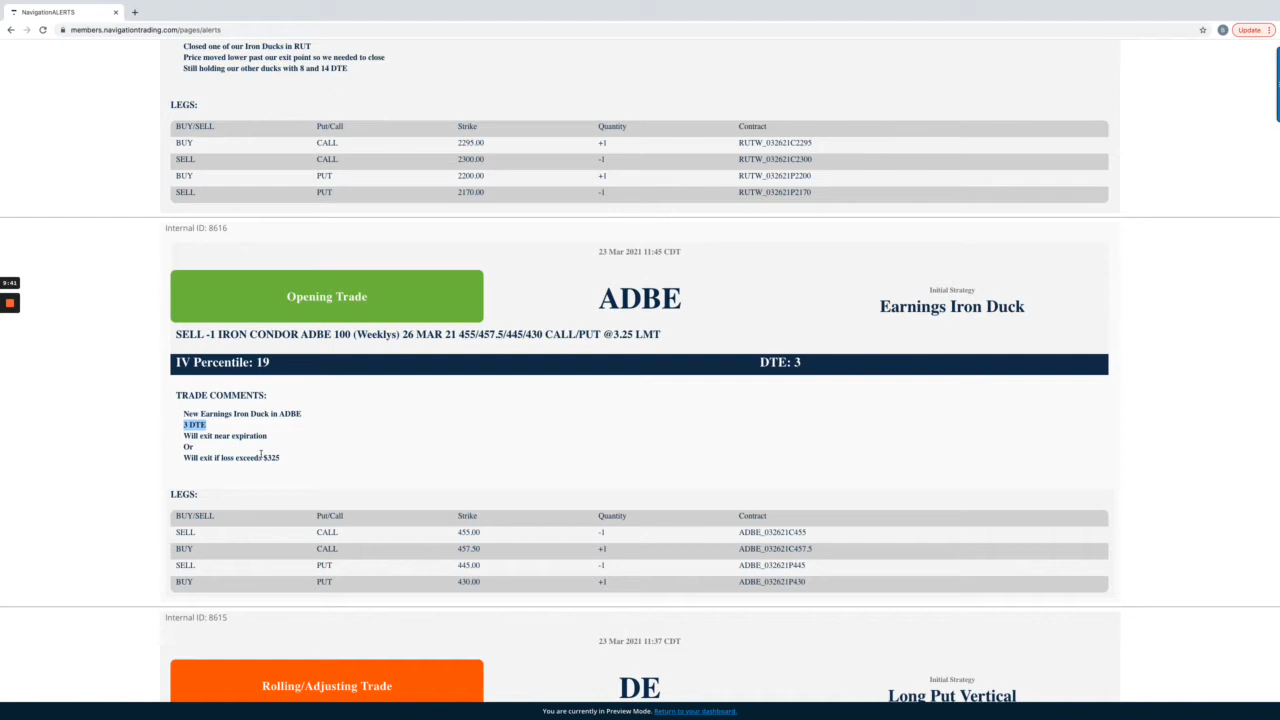 NavigationALERTS
members.navigationtrading.com/pages/alerts
Update
Closed one of our Iron Ducks in RUT
Price moved lower past our exit point so we needed to close
Still holding our other ducks with 8 and 14 DTE
LEGS:
BUY/SELL Put/Call Strike Quantity Contract
BUY CALL 2295.00 +1 RUTW_032621C2295
SELL CALL 2300.00 -1 RUTW_032621C2300
BUY PUT 2200.00 +1 RUTW_032621P2200
SELL PUT 2170.00 -1 RUTW_032621P2170
Internal ID: 8616
23 Mar 2021 11:45 CDT
Opening Trade
ADBE
Initial Strategy
Earnings Iron Duck
SELL -1 IRON CONDOR ADBE 100 (Weeklys) 26 MAR 21 455/457.5/445/430 CALL/PUT @3.25 LMT
IV Percentile: 19 DTE: 3
TRADE COMMENTS:
New Earnings Iron Duck in ADBE
3 DTE
Will exit near expiration
Or
Will exit if loss exceeds $325
LEGS:
BUY/SELL Put/Call Strike Quantity Contract
SELL CALL 455.00 -1 ADBE_032621C455
BUY CALL 457.50 +1 ADBE_032621C457.5
SELL PUT 445.00 -1 ADBE_032621P445
BUY PUT 430.00 +1 ADBE_032621P430
Internal ID: 8615
23 Mar 2021 11:37 CDT
Rolling/Adjusting Trade
DE
Initial Strategy
Long Put Vertical
You are currently in Preview Mode. Return to your dashboard.
9:41